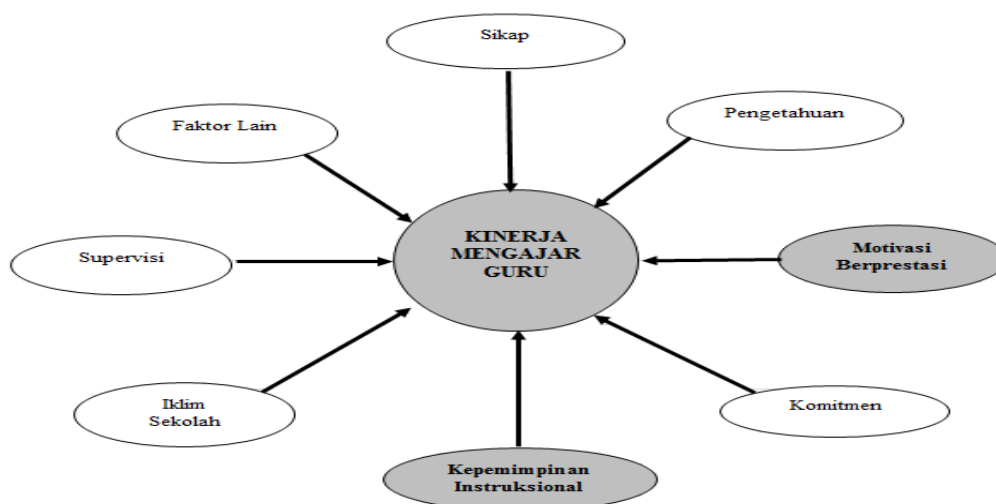 Sikap
Faktor Lain
Pengetahuan
KINERJA
MENGAJAR
GURU
Supervisi
Motivasi
Berprestasi
Iklim
Sekolah
Komitmen
Kepemimpinan
Instruksional